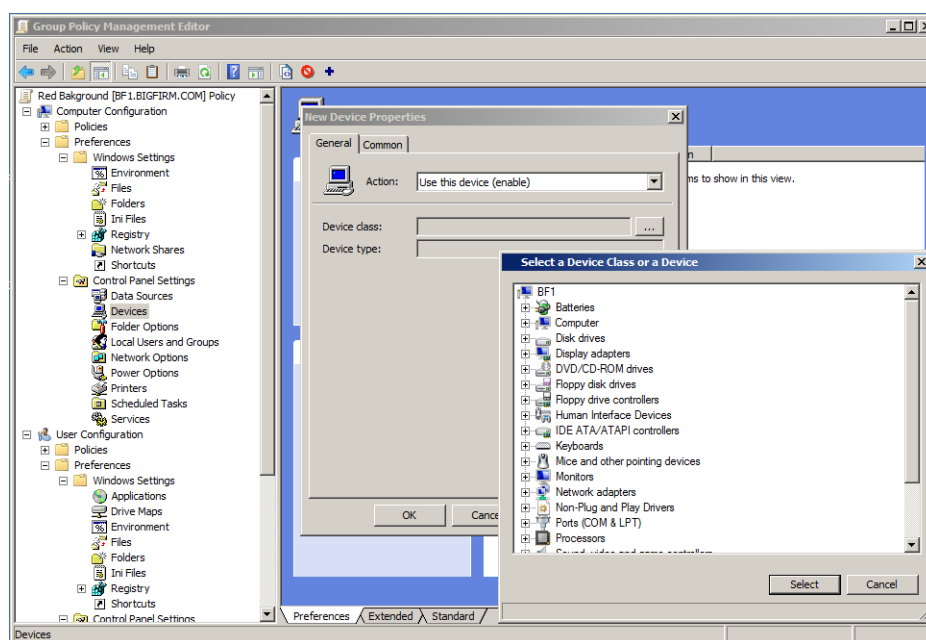 Group Policy Management Editor
File Action View Help
Red Bakground [BF1.BIGFIRM.COM] Policy
Computer Configuration
Policies
Preferences
Windows Settings
Environment
Files
Folders
Ini Files
Registry
Network Shares
Shortcuts
Control Panel Settings
Data Sources
Devices
Folder Options
Local Users and Groups
Network Options
Power Options
Printers
Scheduled Tasks
Services
User Configuration
Policies
Preferences
Windows Settings
Applications
Drive Maps
Environment
Files
Folders
Ini Files
Registry
Shortcuts
Control Panel Settings
New Device Properties
General Common
Action: Use this device (enable)
Device class: ...
Device type:
OK Cance
n
ms to show in this view.
Select a Device Class or a Device
BF1
Batteries
Computer
Disk drives
Display adapters
DVD/CD-ROM drives
Floppy disk drives
Floppy drive controllers
Human Interface Devices
IDE ATA/ATAPI controllers
Keyboards
Mice and other pointing devices
Monitors
Network adapters
Non-Plug and Play Drivers
Ports (COM & LPT)
Processors
Sound, video and game controllers
Select Cancel
Preferences Extended Standard
Devices